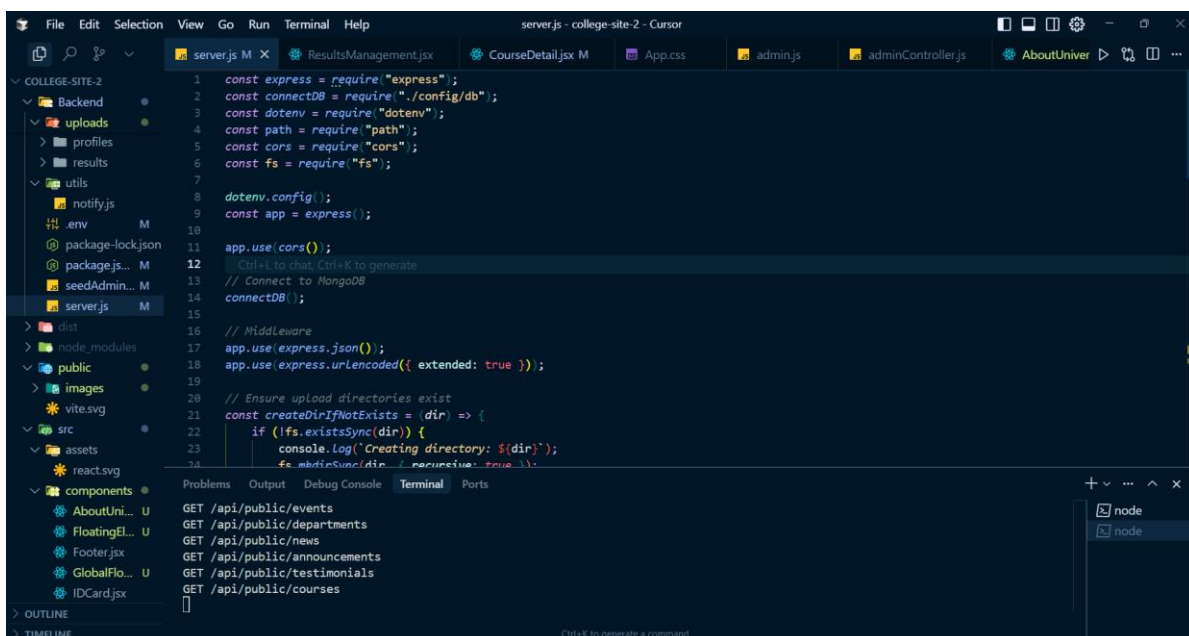 File Edit Selection View Go Run Terminal Help server.js - college-site-2 - Cursor
server.js M ResultsManagement.jsx CourseDetail.jsx M App.css admin.js adminController.js AboutUniver
COLLEGE-SITE-2
Backend
uploads
profiles
results
utils
notify.js
.env M
package-lock.json
package.js... M
seedAdmin... M
server.js M
dist
node_modules
public
images
vite.svg
src
assets
react.svg
components
AboutUni... U
FloatingEl... U
Footer.jsx
GlobalFlo... U
IDCard.jsx
OUTLINE
TIMELINE
1 const express = require("express");
2 const connectDB = require("./config/db");
3 const dotenv = require("dotenv");
4 const path = require("path");
5 const cors = require("cors");
6 const fs = require("fs");
7
8 dotenv.config();
9 const app = express();
10
11 app.use(cors());
12 Ctrl+L to chat, Ctrl+K to generate
13 // Connect to MongoDB
14 connectDB();
15
16 // Middleware
17 app.use(express.json());
18 app.use(express.urlencoded({ extended: true }));
19
20 // Ensure upload directories exist
21 const createDirIfNotExists = (dir) => {
22 if (!fs.existsSync(dir)) {
23 console.log(`Creating directory: ${dir}`);
24 fs.mkdirSync(dir, { recursive: true });
Problems Output Debug Console Terminal Ports
GET /api/public/events
GET /api/public/departments
GET /api/public/news
GET /api/public/announcements
GET /api/public/testimonials
GET /api/public/courses
node
node
Ctrl+K to generate a command